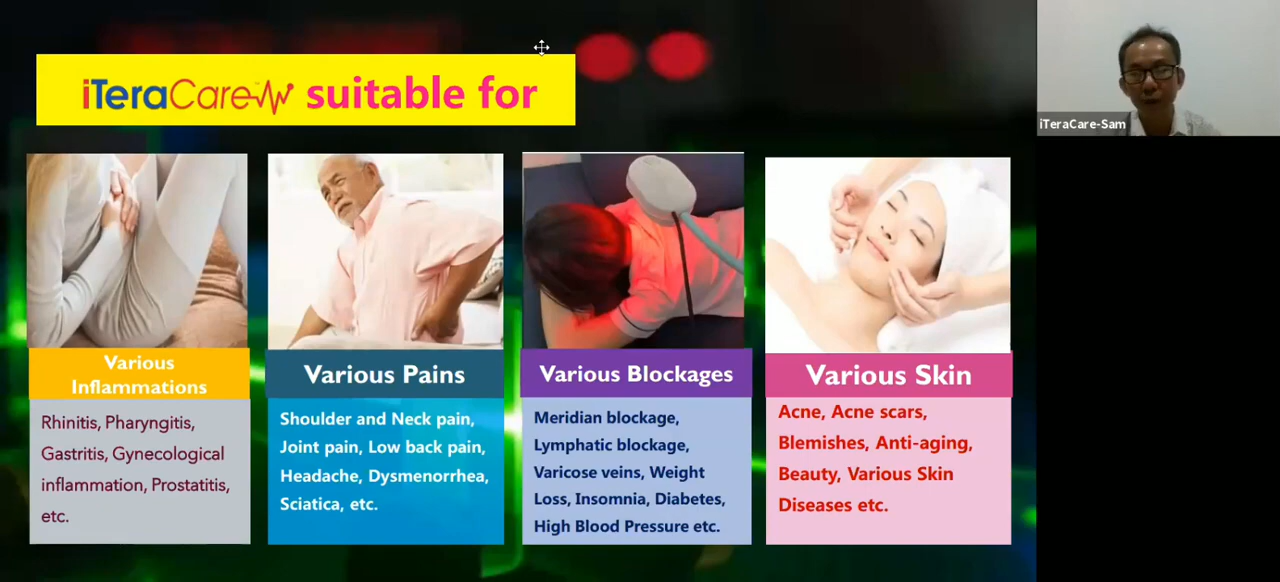 iTeraCare™ suitable for
iTeraCare-Sam
Various
Inflammations
Rhinitis, Pharyngitis,
Gastritis, Gynecological
inflammation, Prostatitis,
etc.
Various Pains
Shoulder and Neck pain,
Joint pain, Low back pain,
Headache, Dysmenorrhea,
Sciatica, etc.
Various Blockages
Meridian blockage,
Lymphatic blockage,
Varicose veins, Weight
Loss, Insomnia, Diabetes,
High Blood Pressure etc.
Various Skin
Acne, Acne scars,
Blemishes, Anti-aging,
Beauty, Various Skin
Diseases etc.